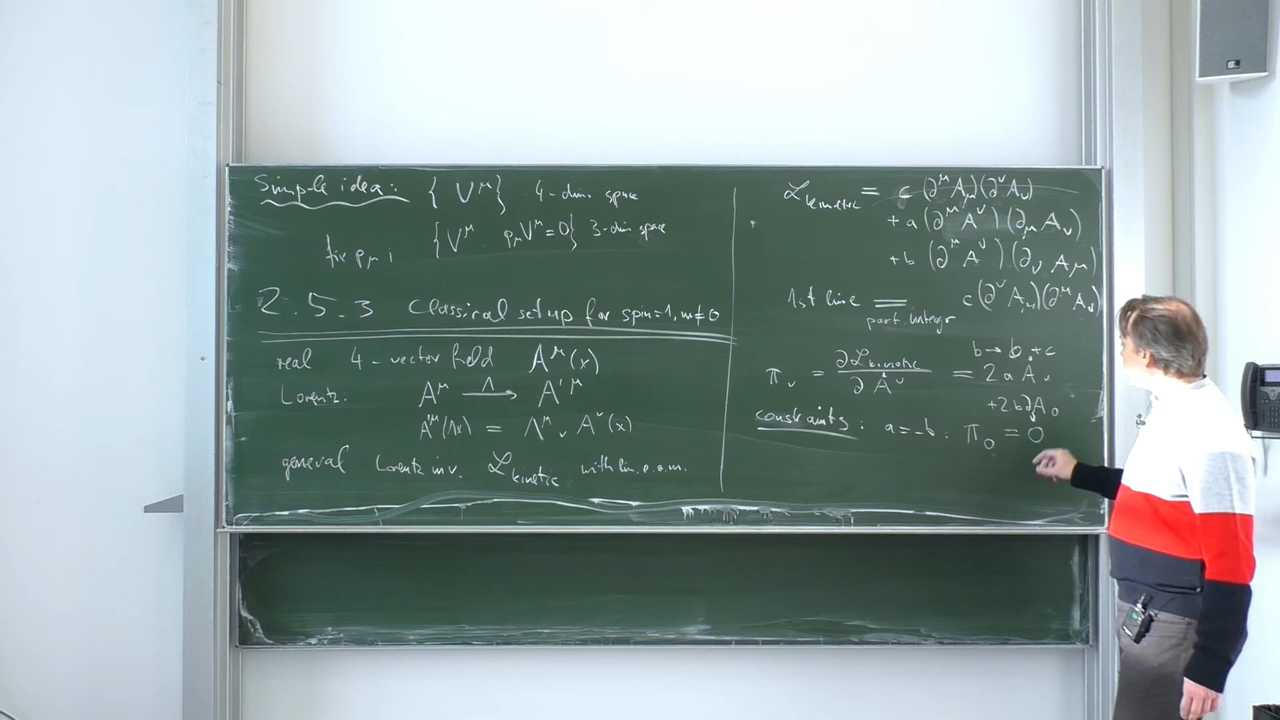 Simple idea: { V^μ } 4-dim space
fix p_μ : { V^μ . p_μ V^μ = 0 } 3-dim space
2.5.3 Classical setup for spin=1, m≠0
real 4-vector field A^μ(x)
Lorentz. A^μ →^Λ A'^μ
A'^μ(Λx) = Λ^μ_ν A^ν(x)
general Lorentz inv. ℒ_kinetic with lin. e.o.m.
ℒ_kinetic = c (∂^μ A_μ)(∂^ν A_ν)
+ a (∂^μ A^ν)(∂_μ A_ν)
+ b (∂^μ A^ν)(∂_ν A_μ)
1st line = c(∂^ν A_μ)(∂^μ A_ν)
part. integr
b → b + c
π_ν = ∂ℒ_kinetic / ∂Ȧ^ν = 2a Ȧ_ν
+2b∂_ν A_0
constraints: a=-b: π_0 = 0